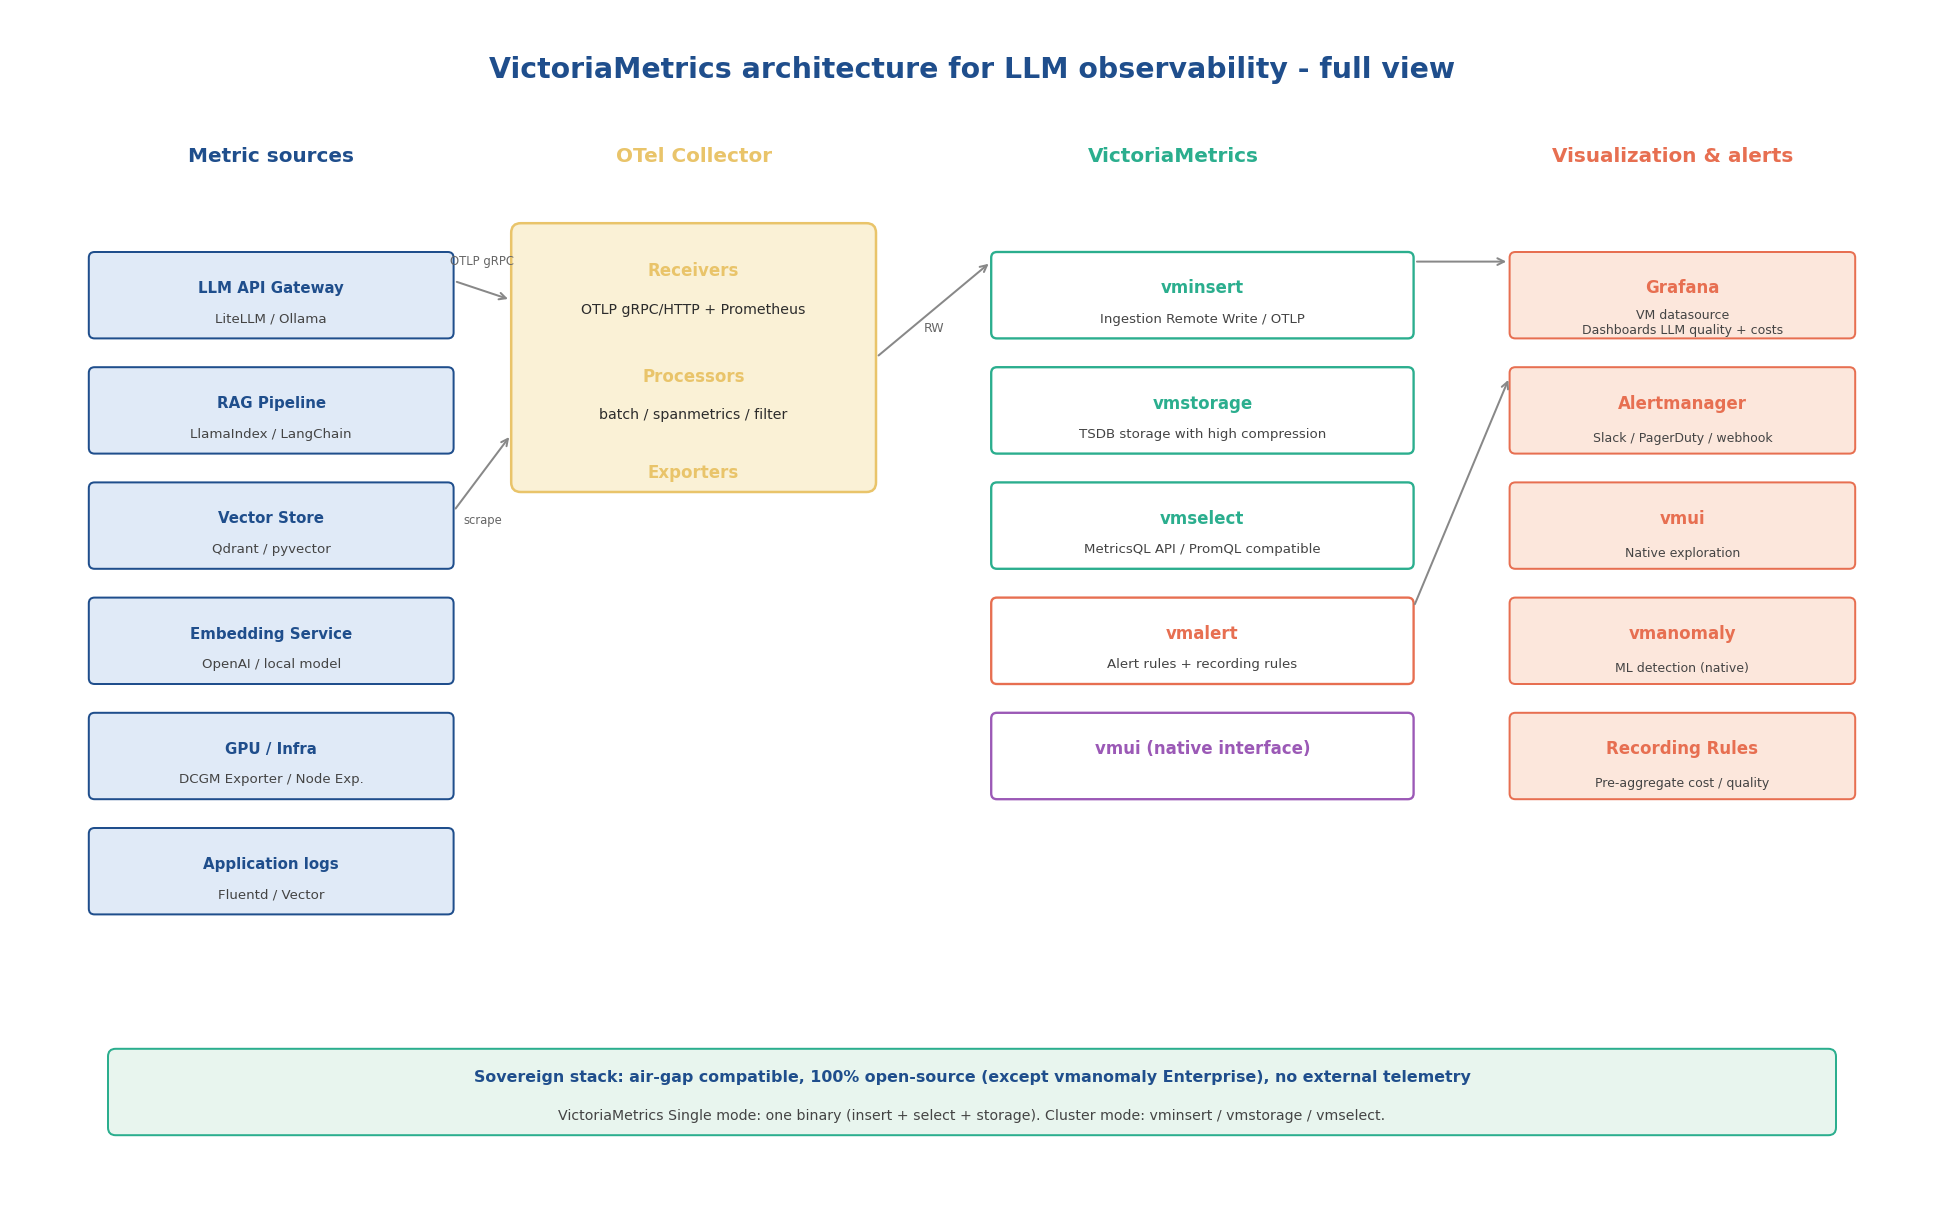 VictoriaMetrics architecture for LLM observability - full view
Metric sources
OTel Collector
VictoriaMetrics
Visualization & alerts
LLM API Gateway
LiteLLM / Ollama
RAG Pipeline
LlamaIndex / LangChain
Vector Store
Qdrant / pyvector
Embedding Service
OpenAI / local model
GPU / Infra
DCGM Exporter / Node Exp.
Application logs
Fluentd / Vector
OTLP gRPC
scrape
Receivers
OTLP gRPC/HTTP + Prometheus
Processors
batch / spanmetrics / filter
Exporters
RW
vminsert
Ingestion Remote Write / OTLP
vmstorage
TSDB storage with high compression
vmselect
MetricsQL API / PromQL compatible
vmalert
Alert rules + recording rules
vmui (native interface)
Grafana
VM datasource
Dashboards LLM quality + costs
Alertmanager
Slack / PagerDuty / webhook
vmui
Native exploration
vmanomaly
ML detection (native)
Recording Rules
Pre-aggregate cost / quality
Sovereign stack: air-gap compatible, 100% open-source (except vmanomaly Enterprise), no external telemetry
VictoriaMetrics Single mode: one binary (insert + select + storage). Cluster mode: vminsert / vmstorage / vmselect.